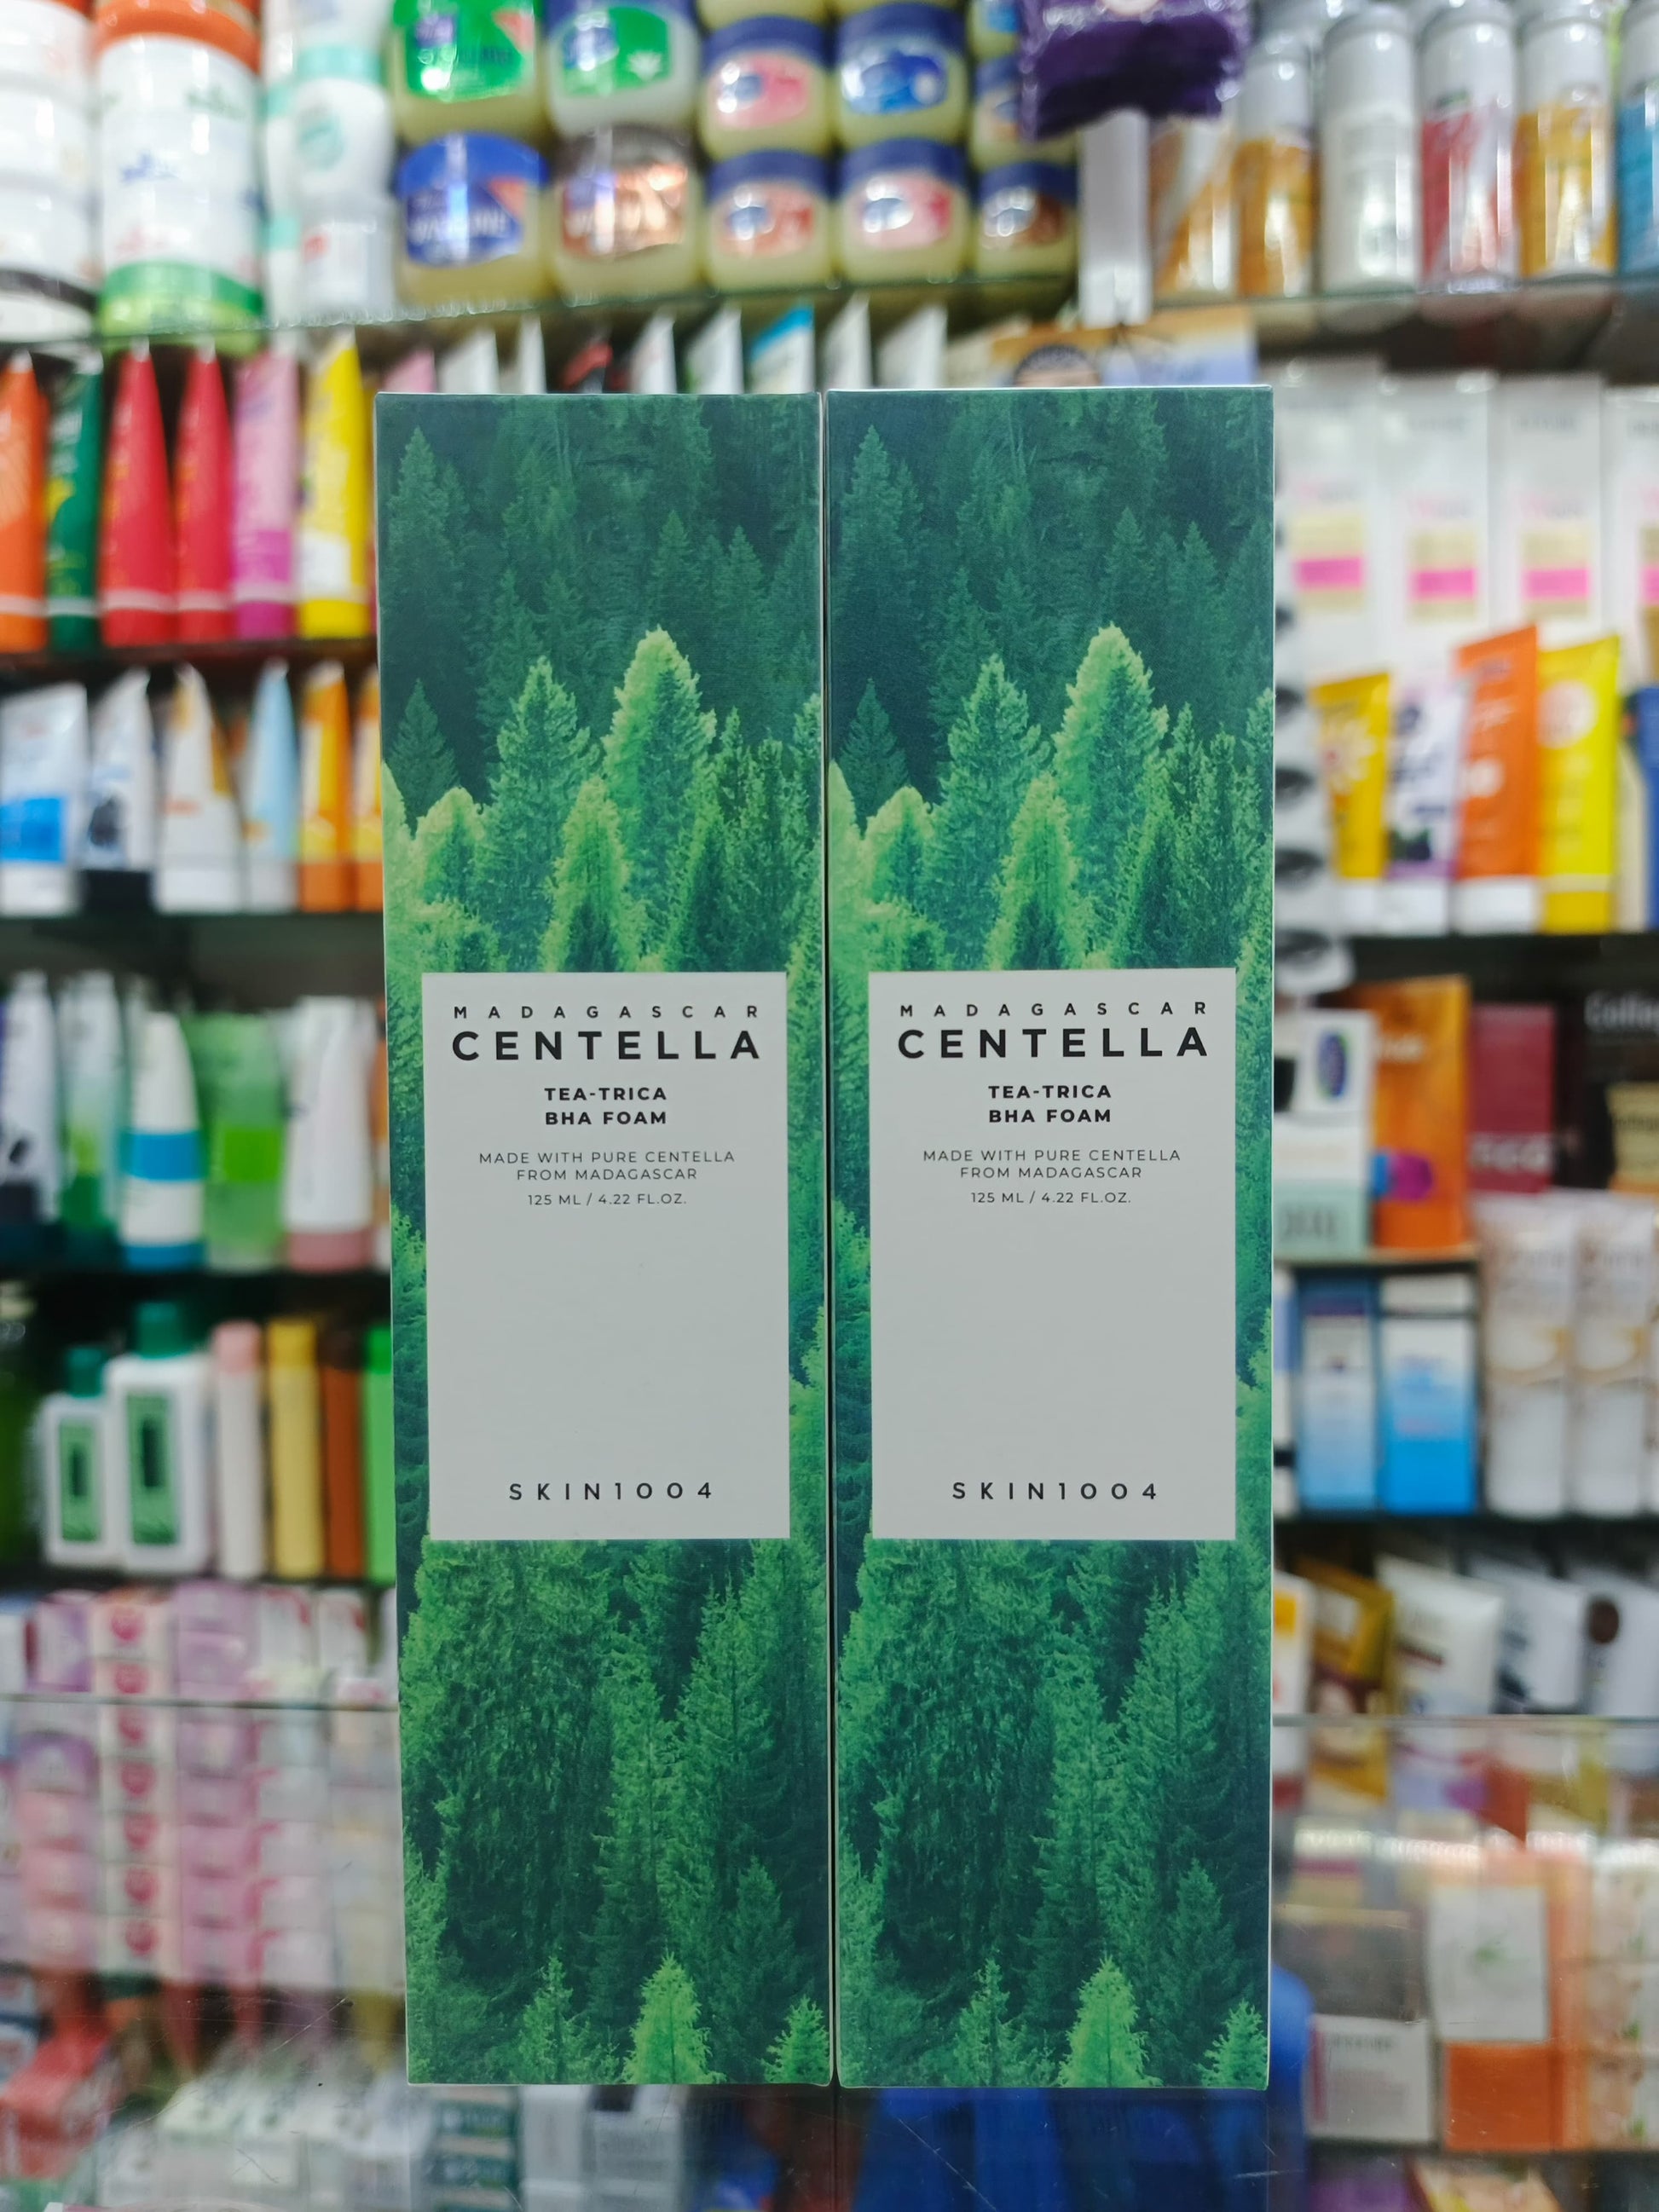 MADAGASCAR
CENTELLA
TEA-TRICA
BHA FOAM
MADE WITH PURE CENTELLA
FROM MADAGASCAR
125 ML / 4.22 FL.OZ.
SKIN1004
MADAGASCAR
CENTELLA
TEA-TRICA
BHA FOAM
MADE WITH PURE CENTELLA
FROM MADAGASCAR
125 ML / 4.22 FL.OZ.
SKIN1004